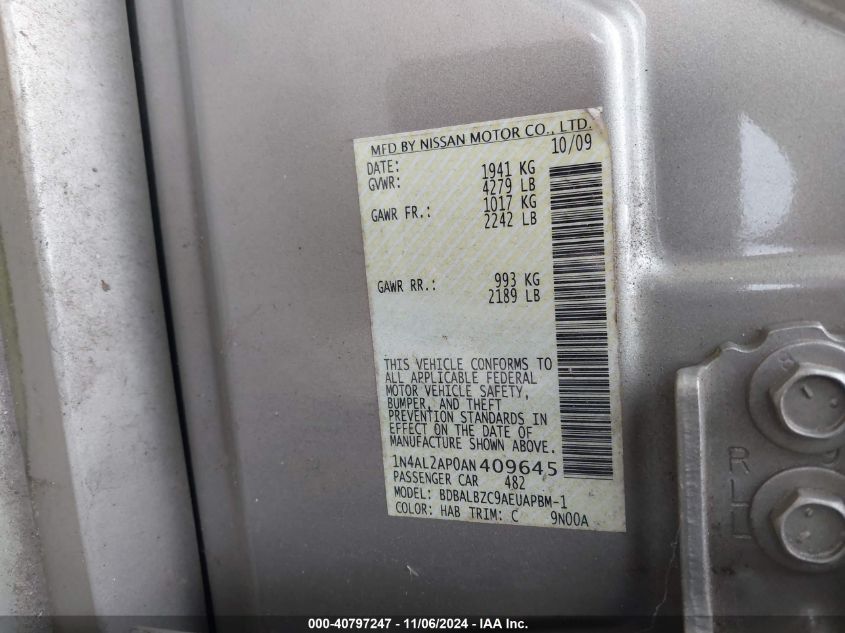 MFD BY NISSAN MOTOR CO., LTD.
DATE: 10/09
GVWR: 1941 KG
4279 LB
GAWR FR.: 1017 KG
2242 LB
GAWR RR.: 993 KG
2189 LB
THIS VEHICLE CONFORMS TO
ALL APPLICABLE FEDERAL
MOTOR VEHICLE SAFETY,
BUMPER, AND THEFT
PREVENTION STANDARDS IN
EFFECT ON THE DATE OF
MANUFACTURE SHOWN ABOVE.
1N4AL2AP0AN409645
PASSENGER CAR 482
MODEL: BDBALBZC9AEUAPBM-1
COLOR: HAB TRIM: C 9N00A
000-40797247 - 11/06/2024 - IAA Inc.